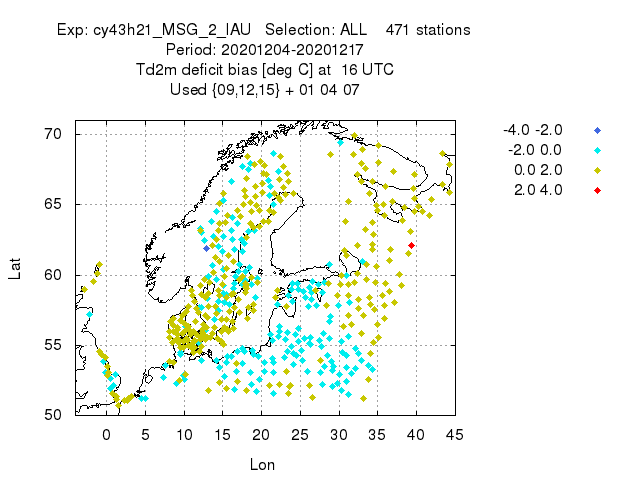 Exp: cy43h21_MSG_2_IAU   Selection: ALL    471 stations
Period: 20201204-20201217
Td2m deficit bias [deg C] at  16 UTC
Used {09,12,15} + 01 04 07
-4.0 -2.0
-2.0 0.0
0.0 2.0
2.0 4.0
70
65
60
55
50
Lat
0 5 10 15 20 25 30 35 40 45
Lon